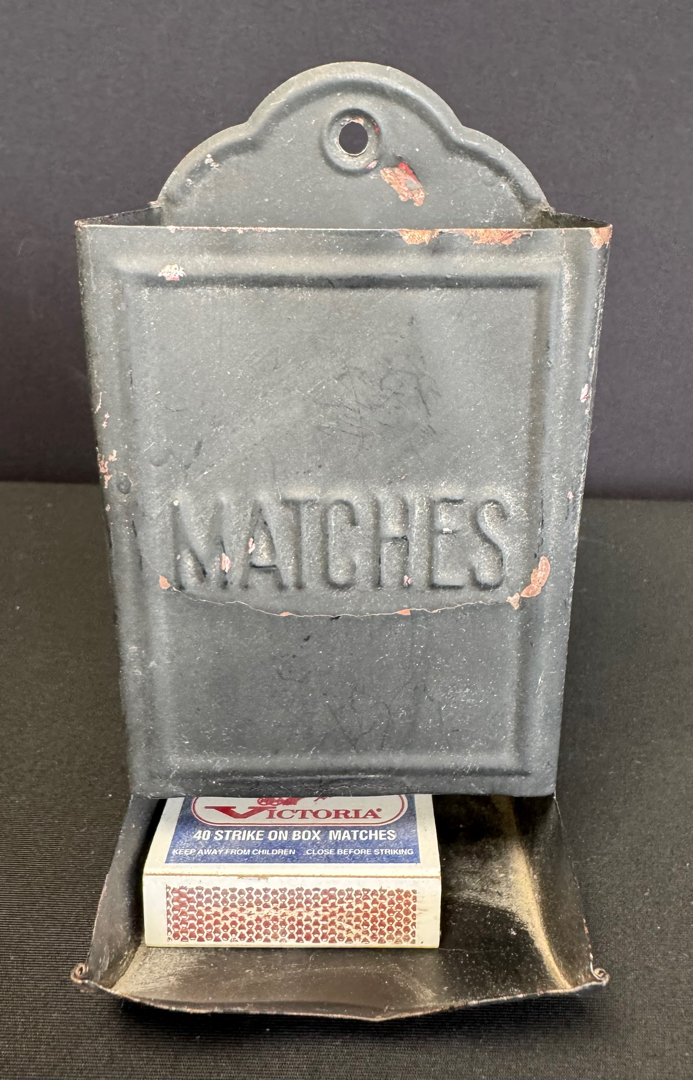 MATCHES
VICTORIA®
40 STRIKE ON BOX MATCHES
KEEP AWAY FROM CHILDREN CLOSE BEFORE STRIKING